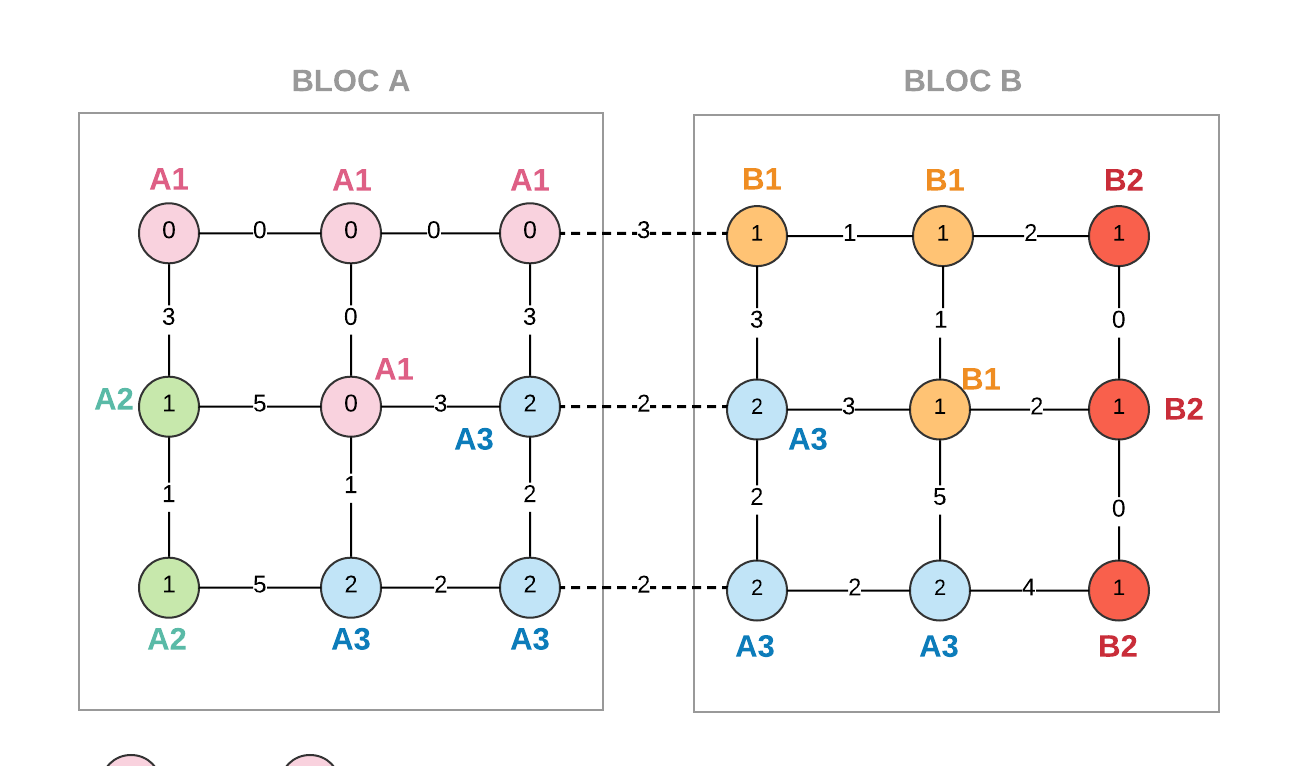 BLOC A BLOC B
A1 A1 A1 B1 B1 B2
0 0 0 0 0 3 1 1 1 2 1
3 0 3 3 1 0
A1 B1
A2 1 5 0 3 2 2 2 3 1 2 1 B2
A3 A3
1 1 2 2 5 0
1 5 2 2 2 2 2 2 2 4 1
A2 A3 A3 A3 A3 B2